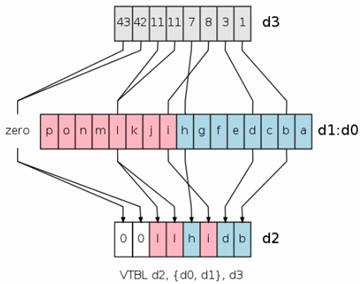 43 42 11 11 7 8 3 1 d3
zero p o n m l k j i h g f e d c b a d1:d0
0 0 l l h i d b d2
VTBL d2, {d0, d1}, d3